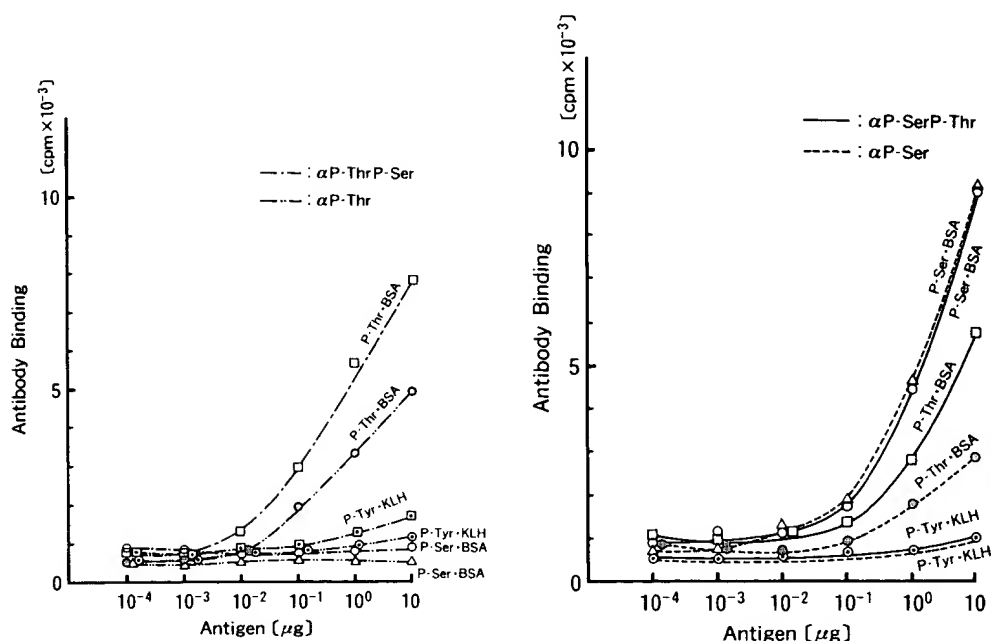 [cpm×10⁻³]
Antibody Binding
10
5
0
: αP-ThrP-Ser
: αP-Thr
P-Thr·BSA
P-Thr·BSA
P-Tyr·KLH
P-Tyr·KLH
P-Ser·BSA
P-Ser·BSA
10⁻⁴ 10⁻³ 10⁻² 10⁻¹ 10⁰ 10
Antigen [μg]
[cpm×10⁻³]
Antibody Binding
10
5
0
: αP-SerP-Thr
: αP-Ser
P-Ser·BSA
P-Ser·BSA
P-Thr·BSA
P-Thr·BSA
P-Tyr·KLH
P-Tyr·KLH
10⁻⁴ 10⁻³ 10⁻² 10⁻¹ 10⁰ 10
Antigen [μg]